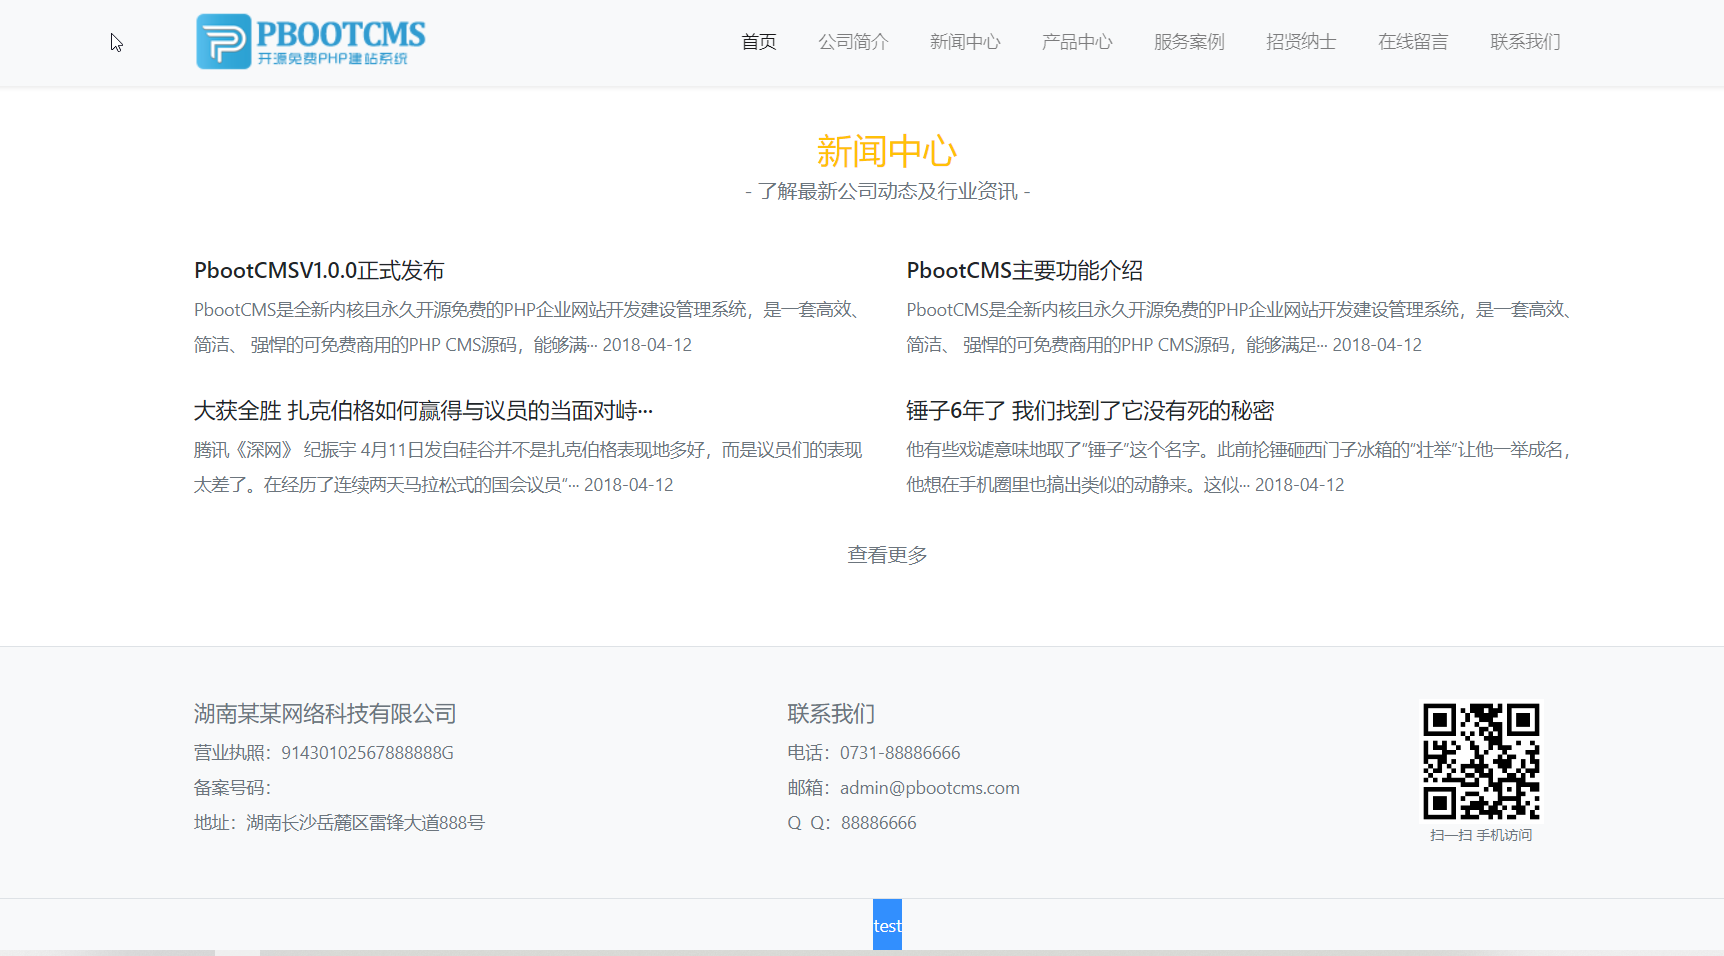 PBOOTCMS
开源免费PHP建站系统
首页 公司简介 新闻中心 产品中心 服务案例 招贤纳士 在线留言 联系我们
新闻中心
- 了解最新公司动态及行业资讯 -
PbootCMSV1.0.0正式发布
PbootCMS是全新内核且永久开源免费的PHP企业网站开发建设管理系统，是一套高效、
简洁、 强悍的可免费商用的PHP CMS源码，能够满··· 2018-04-12
PbootCMS主要功能介绍
PbootCMS是全新内核且永久开源免费的PHP企业网站开发建设管理系统，是一套高效、
简洁、 强悍的可免费商用的PHP CMS源码，能够满足··· 2018-04-12
大获全胜 扎克伯格如何赢得与议员的当面对峙···
腾讯《深网》 纪振宇 4月11日发自硅谷并不是扎克伯格表现地多好，而是议员们的表现
太差了。在经历了连续两天马拉松式的国会议员“··· 2018-04-12
锤子6年了 我们找到了它没有死的秘密
他有些戏谑意味地取了“锤子”这个名字。此前抡锤砸西门子冰箱的“壮举”让他一举成名，
他想在手机圈里也搞出类似的动静来。这似··· 2018-04-12
查看更多
湖南某某网络科技有限公司
营业执照：91430102567888888G
备案号码：
地址：湖南长沙岳麓区雷锋大道888号
联系我们
电话：0731-88886666
邮箱：admin@pbootcms.com
Q Q：88886666
扫一扫 手机访问
test